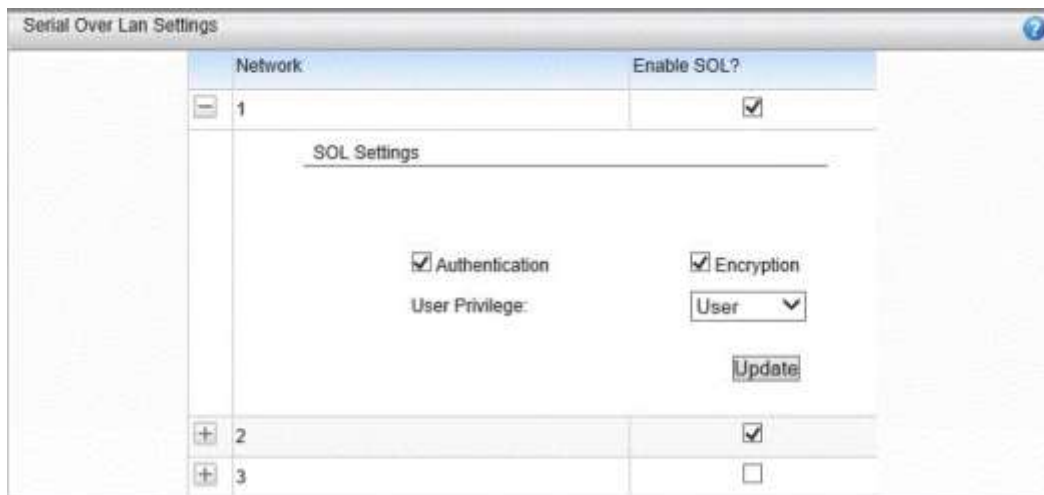 Serial Over Lan Settings
Network Enable SOL?
1
SOL Settings
Authentication Encryption
User Privilege: User
Update
2
3